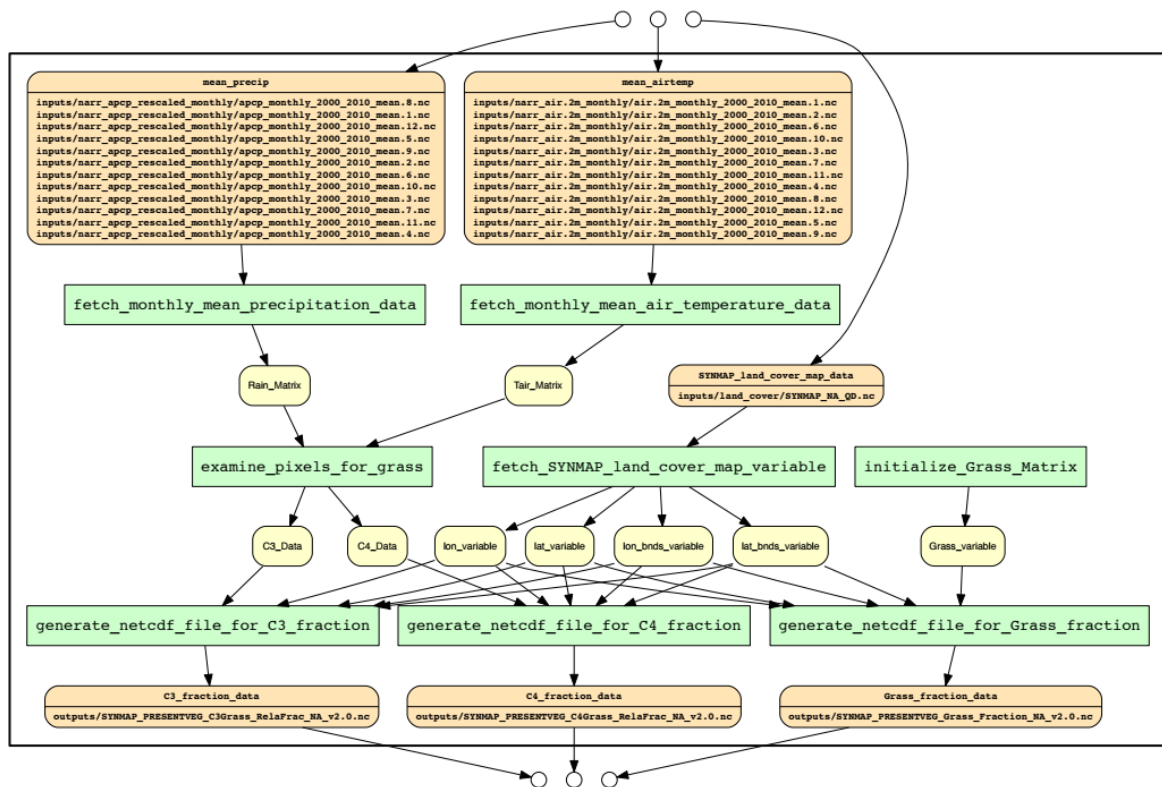 mean_precip
inputs/narr_apcp_rescaled_monthly/apcp_monthly_2000_2010_mean.8.nc
inputs/narr_apcp_rescaled_monthly/apcp_monthly_2000_2010_mean.1.nc
inputs/narr_apcp_rescaled_monthly/apcp_monthly_2000_2010_mean.12.nc
inputs/narr_apcp_rescaled_monthly/apcp_monthly_2000_2010_mean.5.nc
inputs/narr_apcp_rescaled_monthly/apcp_monthly_2000_2010_mean.9.nc
inputs/narr_apcp_rescaled_monthly/apcp_monthly_2000_2010_mean.2.nc
inputs/narr_apcp_rescaled_monthly/apcp_monthly_2000_2010_mean.6.nc
inputs/narr_apcp_rescaled_monthly/apcp_monthly_2000_2010_mean.10.nc
inputs/narr_apcp_rescaled_monthly/apcp_monthly_2000_2010_mean.3.nc
inputs/narr_apcp_rescaled_monthly/apcp_monthly_2000_2010_mean.7.nc
inputs/narr_apcp_rescaled_monthly/apcp_monthly_2000_2010_mean.11.nc
inputs/narr_apcp_rescaled_monthly/apcp_monthly_2000_2010_mean.4.nc
mean_airtemp
inputs/narr_air.2m_monthly/air.2m_monthly_2000_2010_mean.1.nc
inputs/narr_air.2m_monthly/air.2m_monthly_2000_2010_mean.2.nc
inputs/narr_air.2m_monthly/air.2m_monthly_2000_2010_mean.6.nc
inputs/narr_air.2m_monthly/air.2m_monthly_2000_2010_mean.10.nc
inputs/narr_air.2m_monthly/air.2m_monthly_2000_2010_mean.3.nc
inputs/narr_air.2m_monthly/air.2m_monthly_2000_2010_mean.7.nc
inputs/narr_air.2m_monthly/air.2m_monthly_2000_2010_mean.11.nc
inputs/narr_air.2m_monthly/air.2m_monthly_2000_2010_mean.4.nc
inputs/narr_air.2m_monthly/air.2m_monthly_2000_2010_mean.8.nc
inputs/narr_air.2m_monthly/air.2m_monthly_2000_2010_mean.12.nc
inputs/narr_air.2m_monthly/air.2m_monthly_2000_2010_mean.5.nc
inputs/narr_air.2m_monthly/air.2m_monthly_2000_2010_mean.9.nc
fetch_monthly_mean_precipitation_data
fetch_monthly_mean_air_temperature_data
Rain_Matrix
Tair_Matrix
SYNMAP_land_cover_map_data
inputs/land_cover/SYNMAP_NA_QD.nc
examine_pixels_for_grass
fetch_SYNMAP_land_cover_map_variable
initialize_Grass_Matrix
C3_Data
C4_Data
lon_variable
lat_variable
lon_bnds_variable
lat_bnds_variable
Grass_variable
generate_netcdf_file_for_C3_fraction
generate_netcdf_file_for_C4_fraction
generate_netcdf_file_for_Grass_fraction
C3_fraction_data
outputs/SYNMAP_PRESENTVEG_C3Grass_RelaFrac_NA_v2.0.nc
C4_fraction_data
outputs/SYNMAP_PRESENTVEG_C4Grass_RelaFrac_NA_v2.0.nc
Grass_fraction_data
outputs/SYNMAP_PRESENTVEG_Grass_Fraction_NA_v2.0.nc